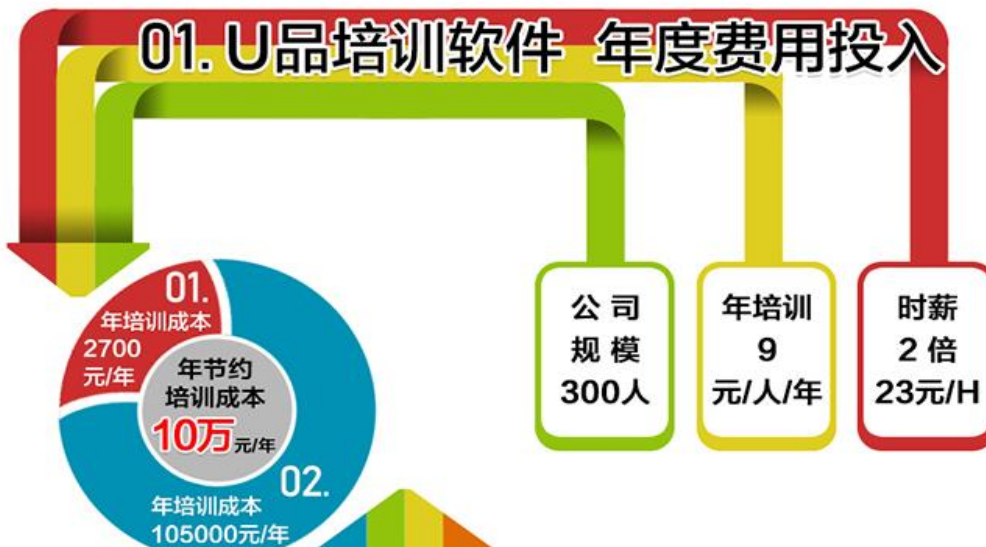 01. U品培训软件 年度费用投入
01.
年培训成本
2700
元/年
年节约
培训成本
10万元/年
02.
年培训成本
105000元/年
公司
规模
300人
年培训
9
元/人/年
时薪
2倍
23元/H